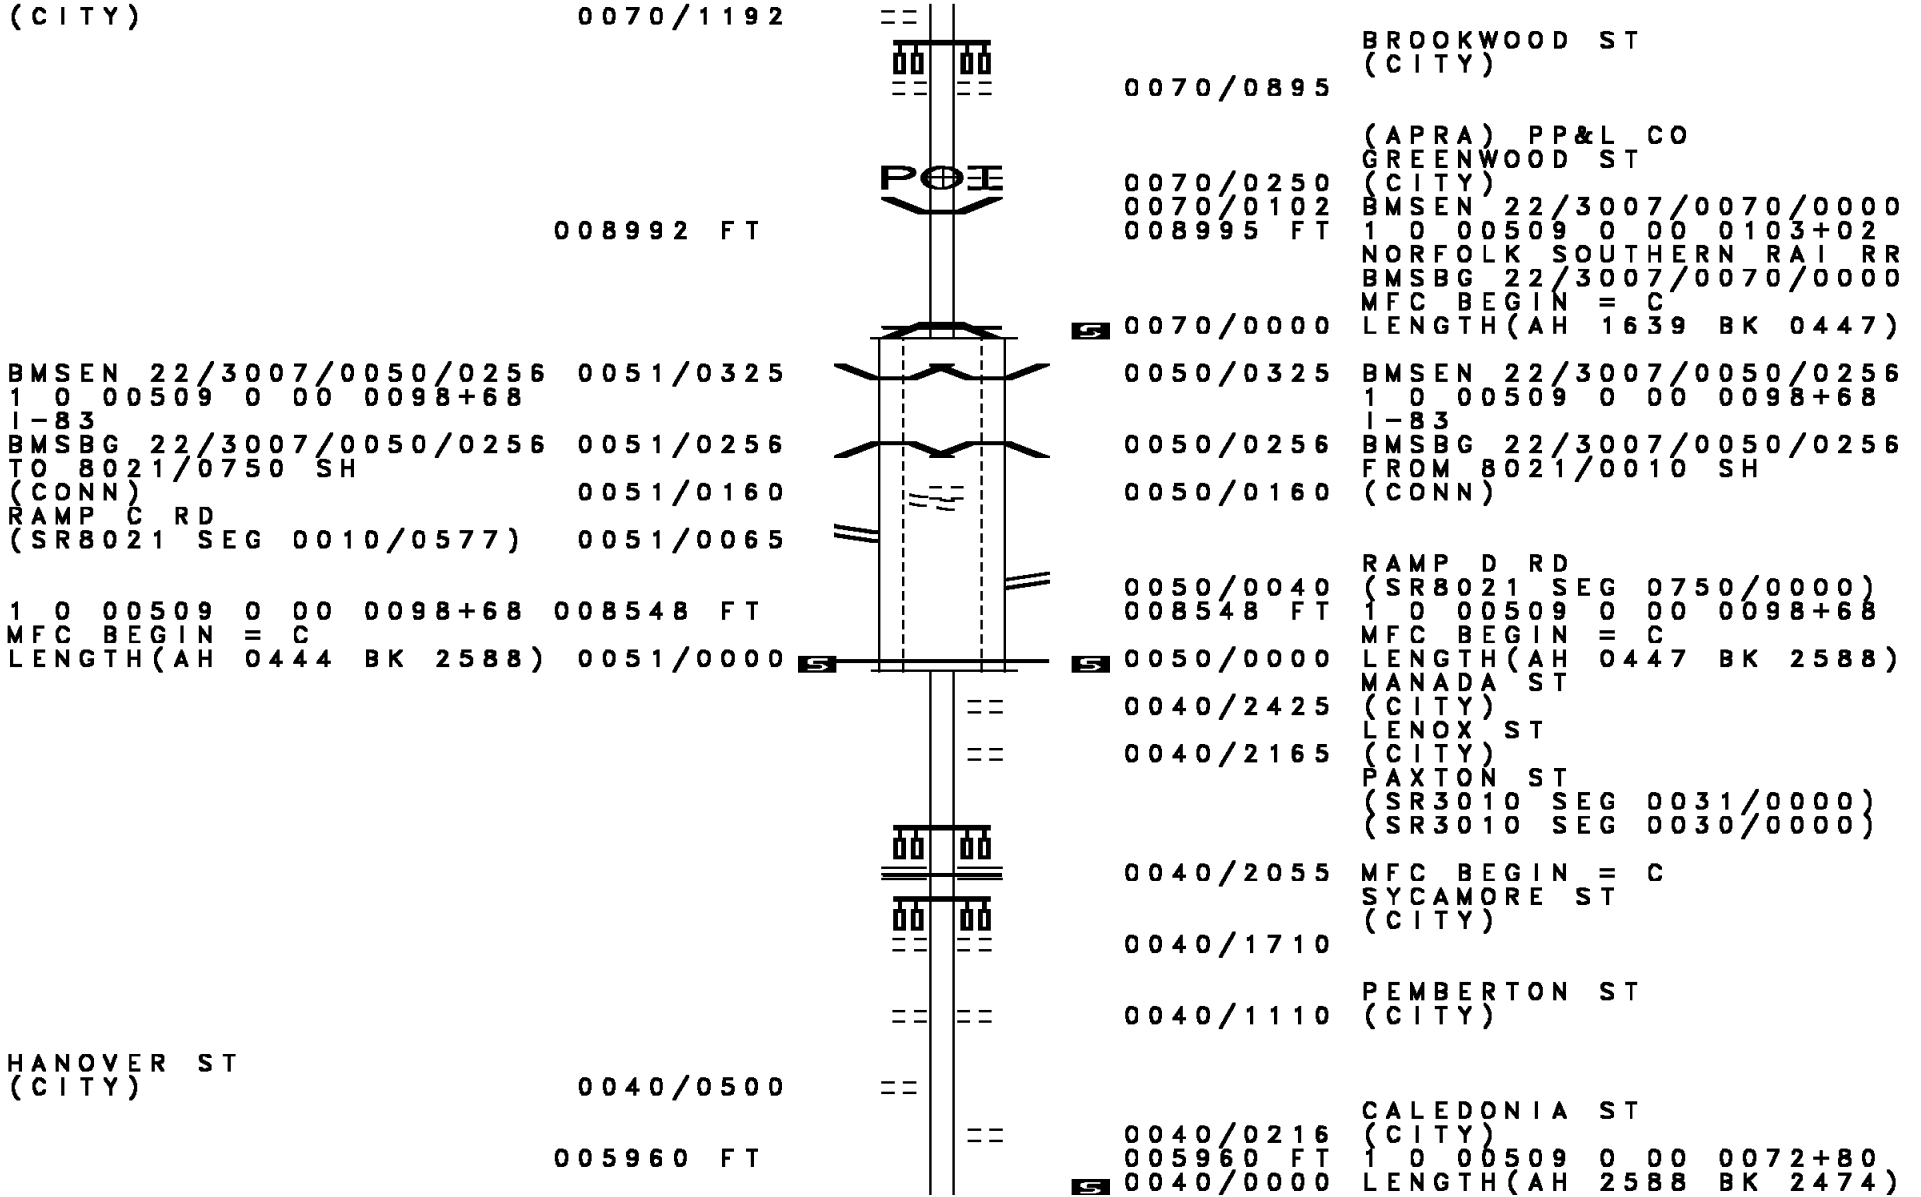 (CITY) 0070/1192
BROOKWOOD ST
(CITY)
0070/0895
(APRA) PP&L CO
GREENWOOD ST
POI 0070/0250 (CITY)
0070/0102 BMSEN 22/3007/0070/0000
008992 FT 008995 FT 1 0 00509 0 00 0103+02
NORFOLK SOUTHERN RAI RR
BMSBG 22/3007/0070/0000
MFC BEGIN = C
S 0070/0000 LENGTH(AH 1639 BK 0447)
BMSEN 22/3007/0050/0256 0051/0325 0050/0325 BMSEN 22/3007/0050/0256
1 0 00509 0 00 0098+68 1 0 00509 0 00 0098+68
I-83 I-83
BMSBG 22/3007/0050/0256 0051/0256 0050/0256 BMSBG 22/3007/0050/0256
TO 8021/0750 SH FROM 8021/0010 SH
(CONN) 0051/0160 0050/0160 (CONN)
RAMP C RD
(SR8021 SEG 0010/0577) 0051/0065
RAMP D RD
0050/0040 (SR8021 SEG 0750/0000)
1 0 00509 0 00 0098+68 008548 FT 008548 FT 1 0 00509 0 00 0098+68
MFC BEGIN = C MFC BEGIN = C
LENGTH(AH 0444 BK 2588) 0051/0000 S S 0050/0000 LENGTH(AH 0447 BK 2588)
MANADA ST
0040/2425 (CITY)
LENOX ST
0040/2165 (CITY)
PAXTON ST
(SR3010 SEG 0031/0000)
(SR3010 SEG 0030/0000)
0040/2055 MFC BEGIN = C
SYCAMORE ST
(CITY)
0040/1710
PEMBERTON ST
0040/1110 (CITY)
HANOVER ST
(CITY) 0040/0500
CALEDONIA ST
0040/0216 (CITY)
005960 FT 005960 FT 1 0 00509 0 00 0072+80
S 0040/0000 LENGTH(AH 2588 BK 2474)